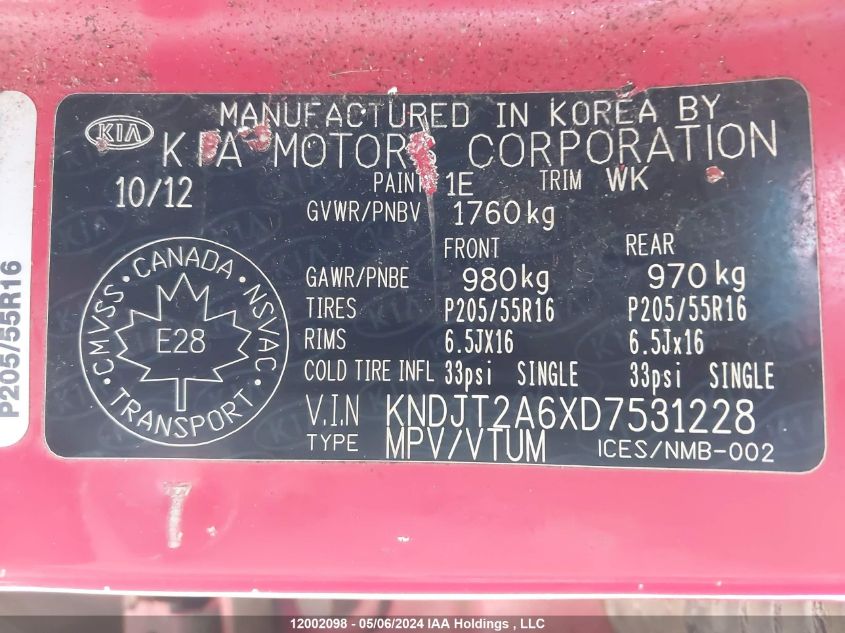 MANUFACTURED IN KOREA BY
KIA
KIA MOTORS CORPORATION
10/12
PAINT 1E TRIM WK
GVWR/PNBV 1760kg
FRONT REAR
GAWR/PNBE 980kg 970kg
TIRES P205/55R16 P205/55R16
RIMS 6.5JX16 6.5Jx16
COLD TIRE INFL 33psi SINGLE 33psi SINGLE
V.I.N KNDJT2A6XD7531228
TYPE MPV/VTUM ICES/NMB-002
CANADA
CMVSS • NSVAC
E28
TRANSPORT
P205/55R16
12002098 - 05/06/2024 IAA Holdings , LLC